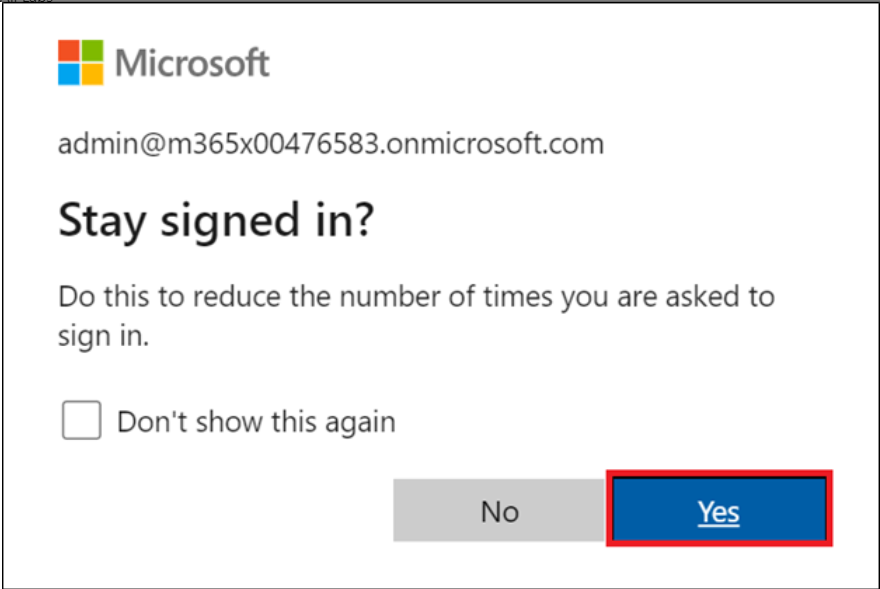 Microsoft
admin@m365x00476583.onmicrosoft.com
Stay signed in?
Do this to reduce the number of times you are asked to
sign in.
Don't show this again
No
Yes